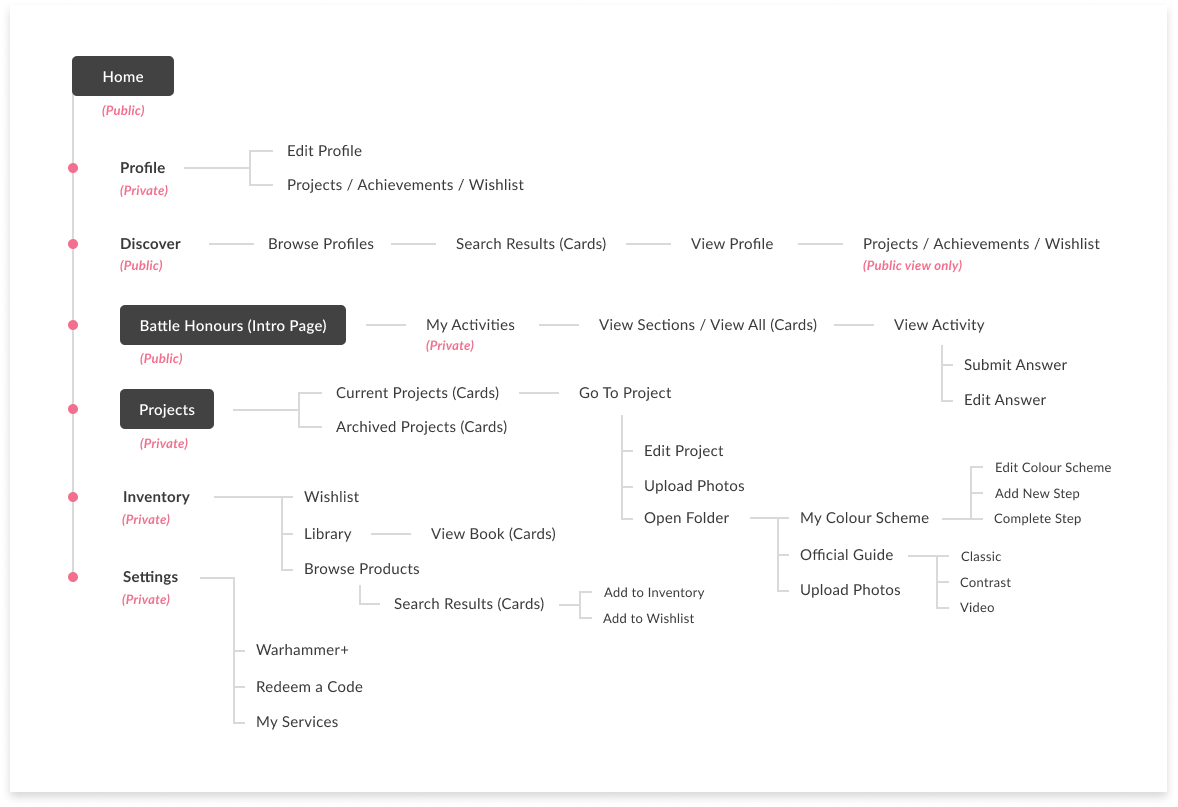 Home
(Public)
Profile
(Private)
Edit Profile
Projects / Achievements / Wishlist
Discover
(Public)
Browse Profiles
Search Results (Cards)
View Profile
Projects / Achievements / Wishlist
(Public view only)
Battle Honours (Intro Page)
(Public)
My Activities
(Private)
View Sections / View All (Cards)
View Activity
Submit Answer
Edit Answer
Projects
(Private)
Current Projects (Cards)
Archived Projects (Cards)
Go To Project
Edit Project
Upload Photos
Open Folder
My Colour Scheme
Edit Colour Scheme
Add New Step
Complete Step
Official Guide
Classic
Contrast
Video
Upload Photos
Inventory
(Private)
Wishlist
Library
View Book (Cards)
Browse Products
Search Results (Cards)
Add to Inventory
Add to Wishlist
Settings
(Private)
Warhammer+
Redeem a Code
My Services